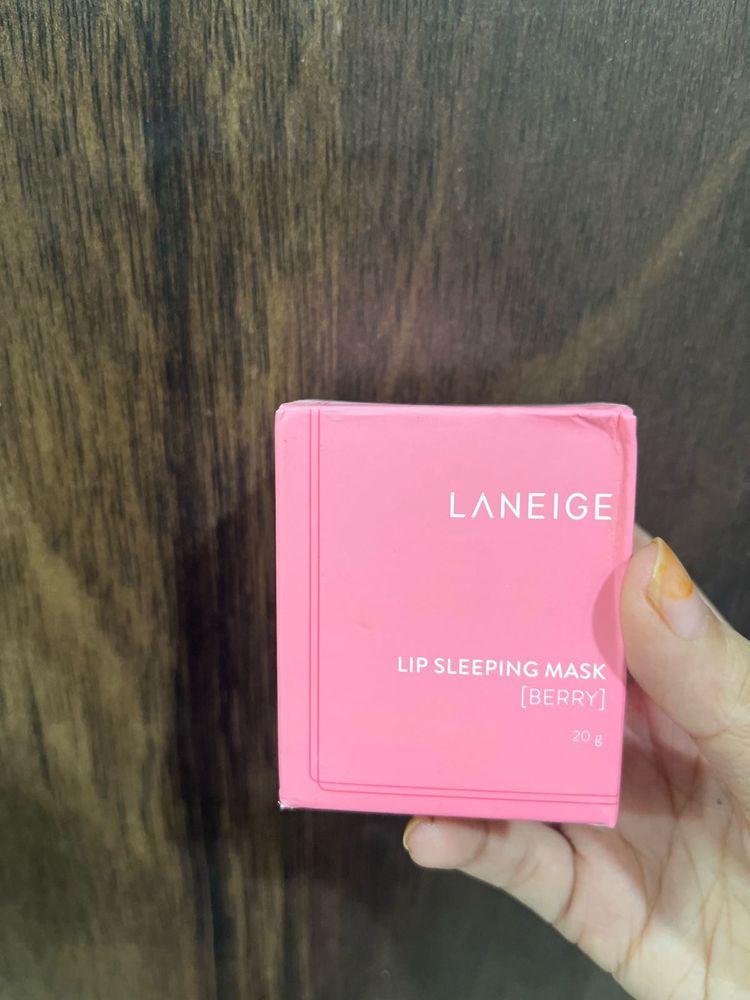 LANEIGE
LIP SLEEPING MASK
[BERRY]
20 g